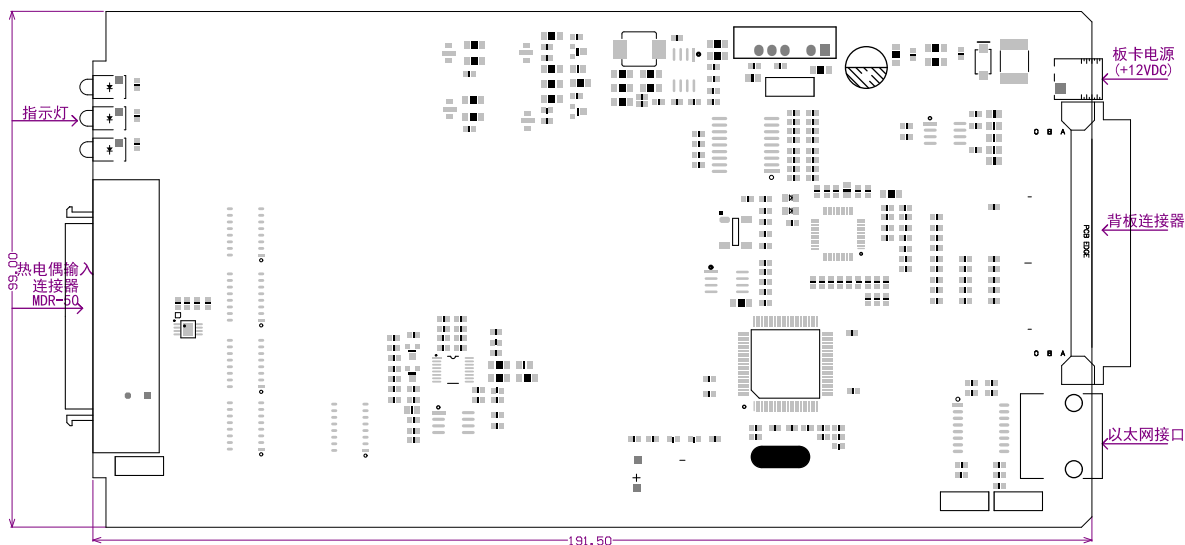 板卡电源
(+12VDC)
指示灯
A
B
C
背板连接器
PCB EDGE
99.00
热电偶输入
连接器
MDR-50
A
B
C
以太网接口
+
-
191.50